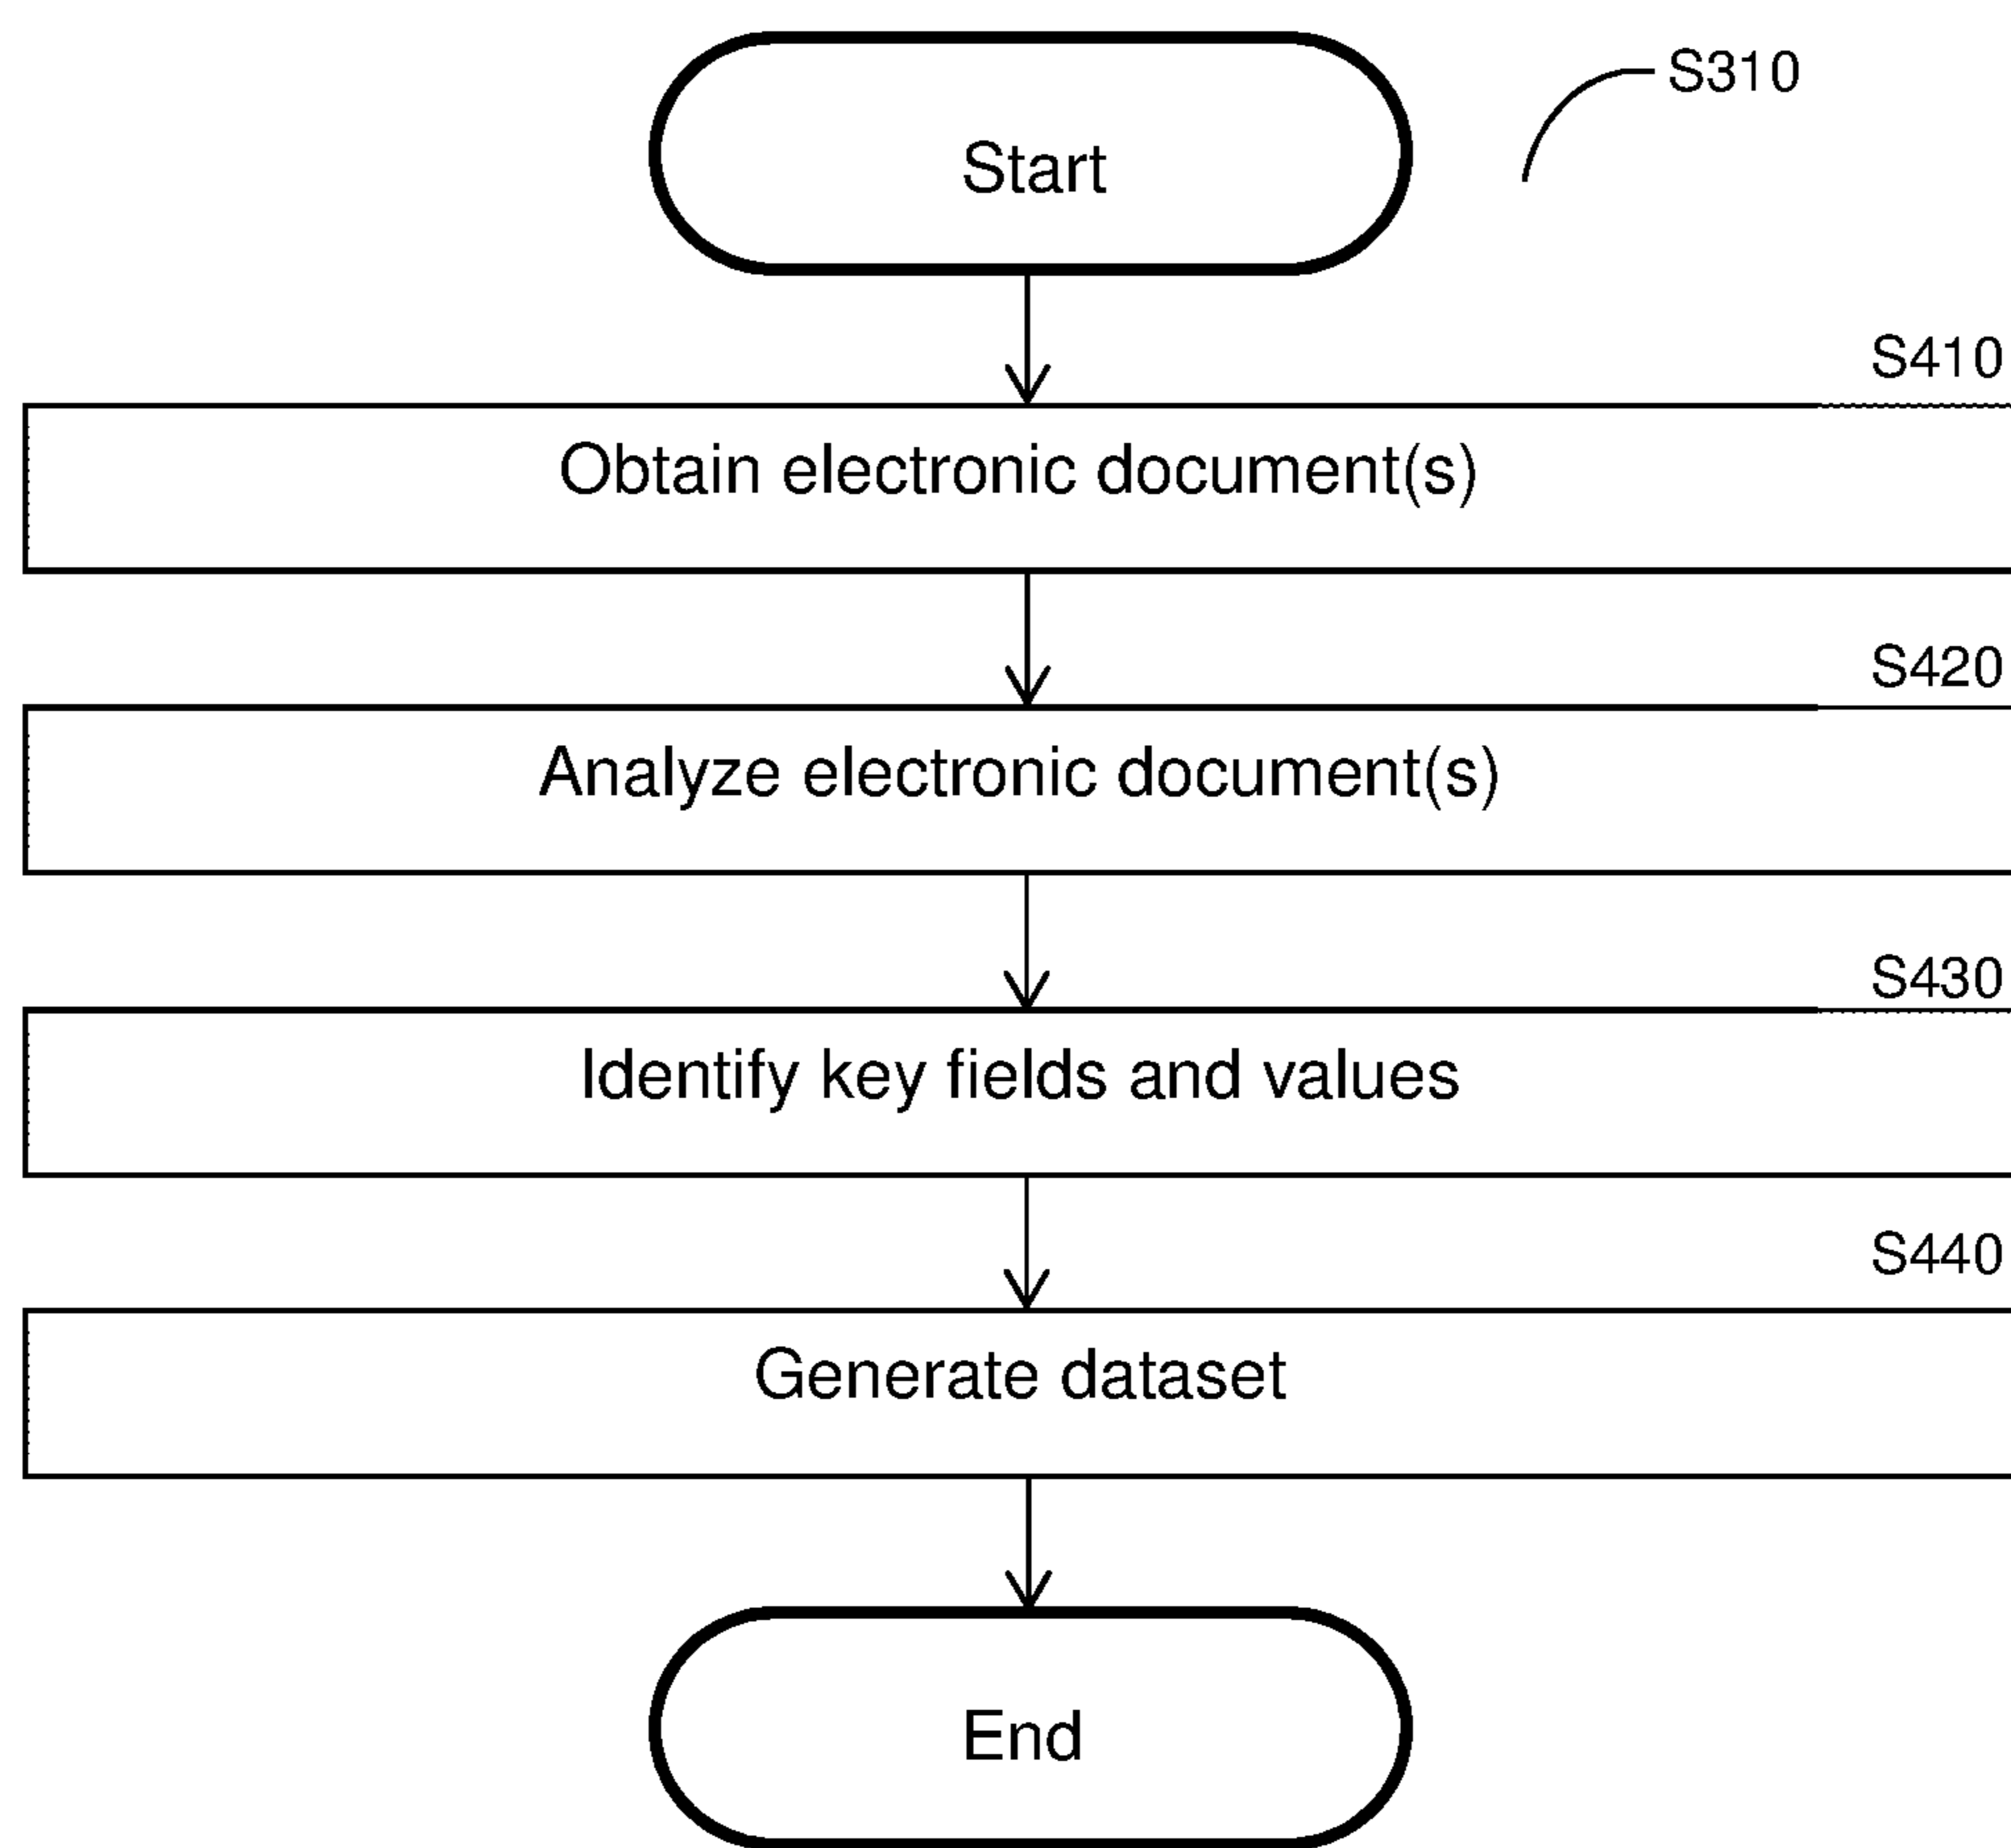 Start
S310
S410
Obtain electronic document(s)
S420
Analyze electronic document(s)
S430
Identify key fields and values
S440
Generate dataset
End